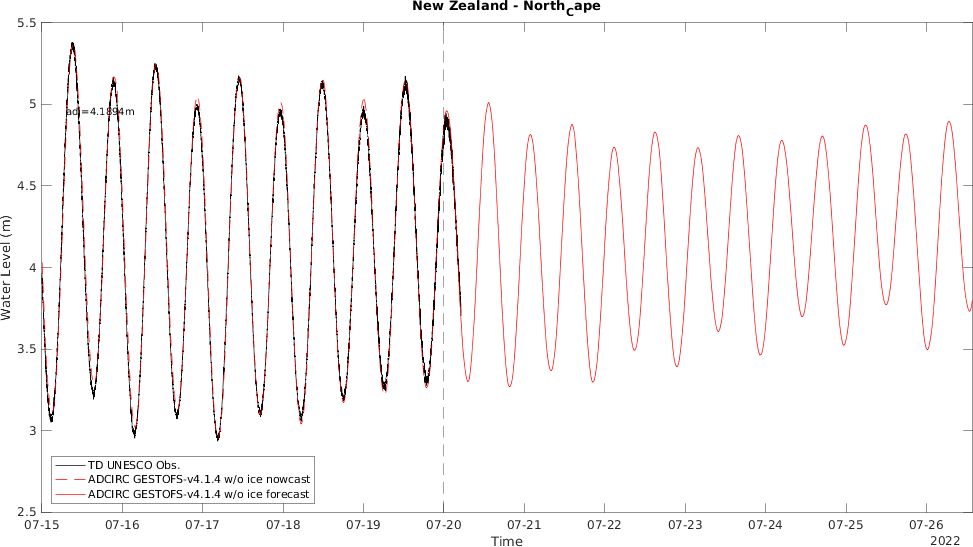 New Zealand - NorthCape
5.5
5
adj=4.1894m
4.5
4
3.5
3
2.5
Water Level (m)
TD UNESCO Obs.
ADCIRC GESTOFS-v4.1.4 w/o ice nowcast
ADCIRC GESTOFS-v4.1.4 w/o ice forecast
07-15 07-16 07-17 07-18 07-19 07-20 07-21 07-22 07-23 07-24 07-25 07-26
Time
2022